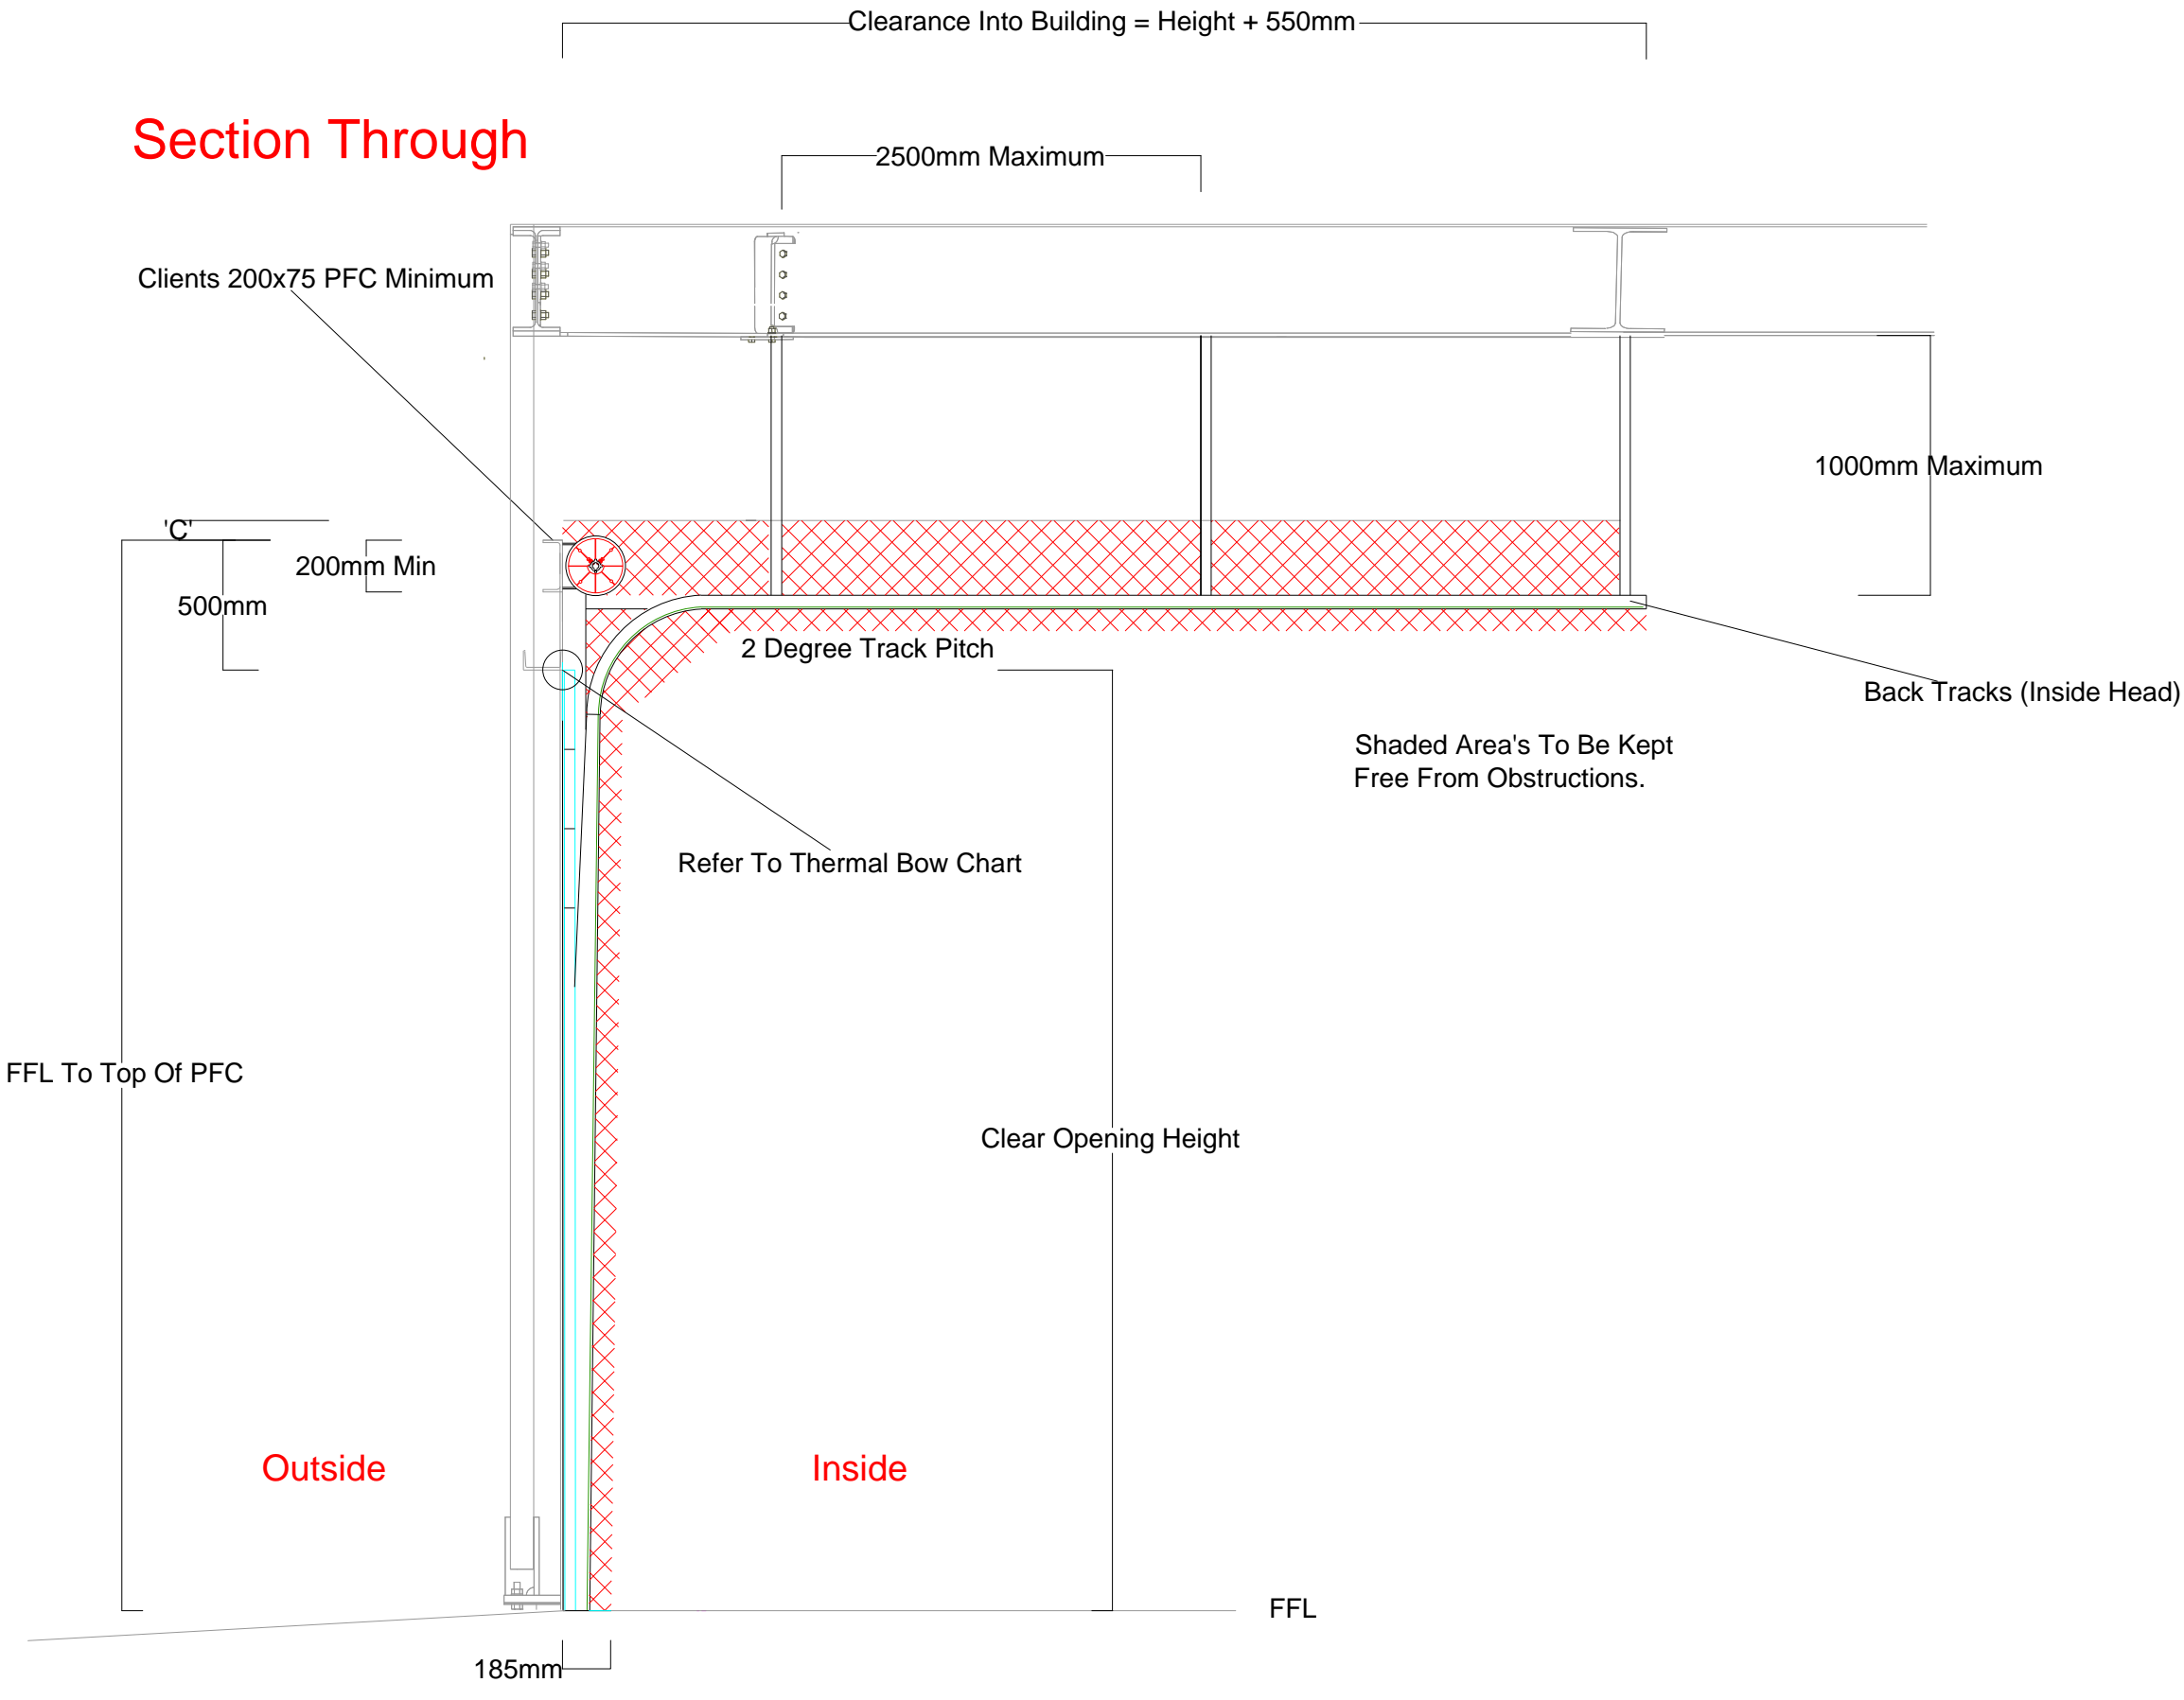 Clearance Into Building = Height + 550mm
Section Through
2500mm Maximum
Clients 200x75 PFC Minimum
1000mm Maximum
'C'
200mm Min
500mm
2 Degree Track Pitch
Back Tracks (Inside Head)
Shaded Area's To Be Kept
Free From Obstructions.
Refer To Thermal Bow Chart
FFL To Top Of PFC
Clear Opening Height
Outside
Inside
FFL
185mm